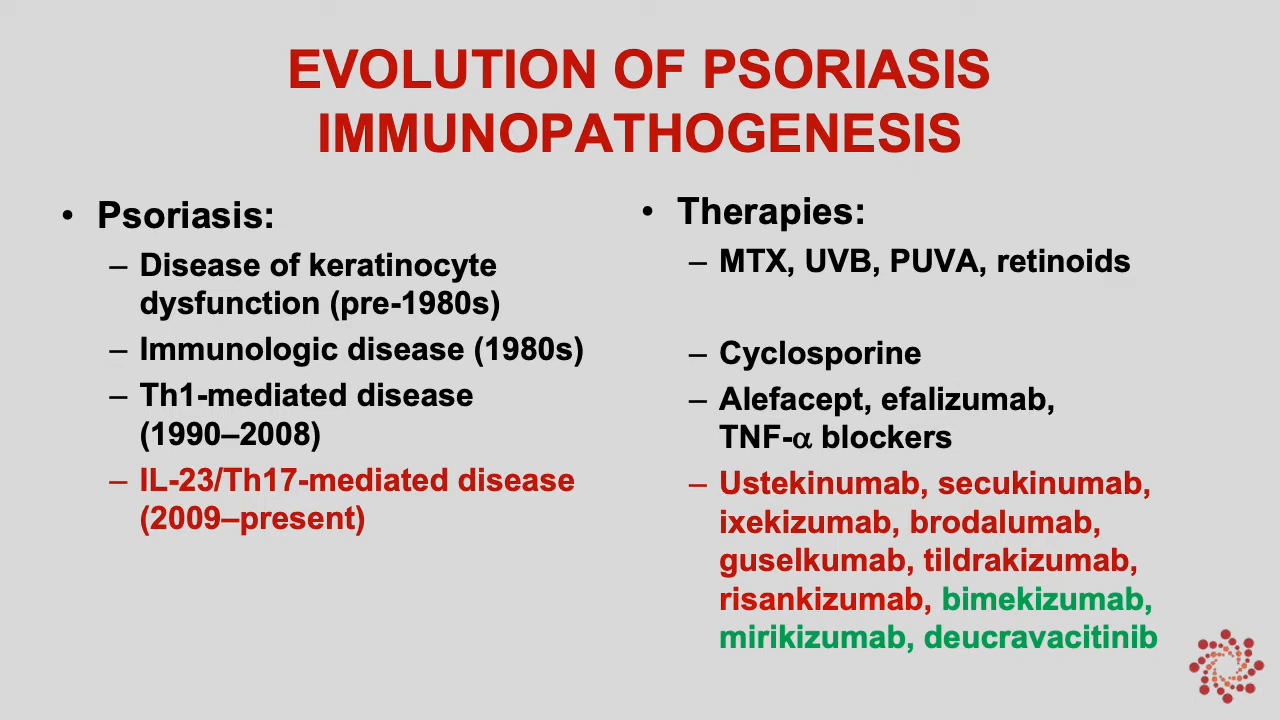 EVOLUTION OF PSORIASIS
IMMUNOPATHOGENESIS
• Psoriasis:
– Disease of keratinocyte
dysfunction (pre-1980s)
– Immunologic disease (1980s)
– Th1-mediated disease
(1990–2008)
– IL-23/Th17-mediated disease
(2009–present)
• Therapies:
– MTX, UVB, PUVA, retinoids
– Cyclosporine
– Alefacept, efalizumab,
TNF-α blockers
– Ustekinumab, secukinumab,
ixekizumab, brodalumab,
guselkumab, tildrakizumab,
risankizumab, bimekizumab,
mirikizumab, deucravacitinib